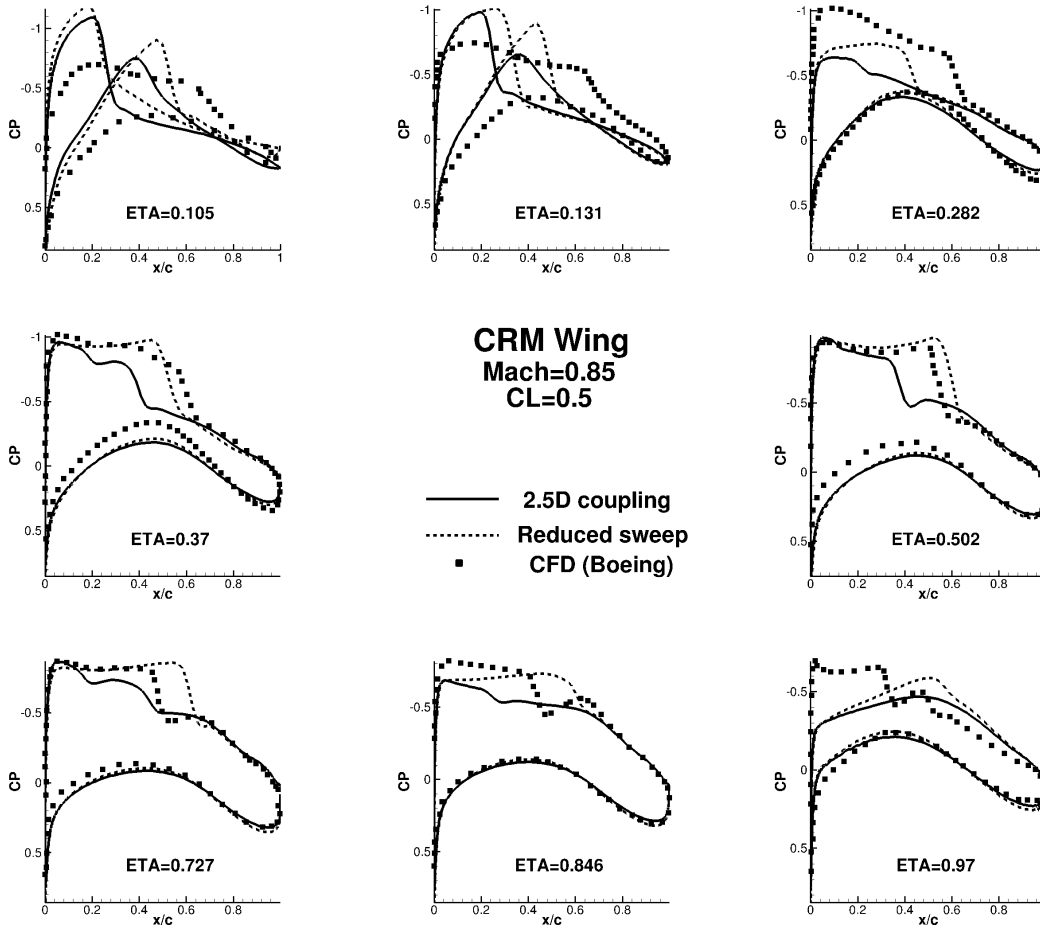 -1
-0.5
0
0.5
CP
ETA=0.105
0 0.2 0.4 0.6 0.8 1
x/c
-1
-0.5
0
0.5
CP
ETA=0.131
0 0.2 0.4 0.6 0.8
x/c
-1
-0.5
0
0.5
CP
ETA=0.282
0 0.2 0.4 0.6 0.8
x/c
-1
-0.5
0
0.5
CP
ETA=0.37
0 0.2 0.4 0.6 0.8
x/c
CRM Wing
Mach=0.85
CL=0.5
2.5D coupling
Reduced sweep
CFD (Boeing)
-0.5
0
0.5
CP
ETA=0.502
0 0.2 0.4 0.6 0.8
x/c
-0.5
0
0.5
CP
ETA=0.727
0 0.2 0.4 0.6 0.8
x/c
-0.5
0
0.5
CP
ETA=0.846
0 0.2 0.4 0.6 0.8
x/c
-0.5
0
0.5
CP
ETA=0.97
0 0.2 0.4 0.6 0.8
x/c